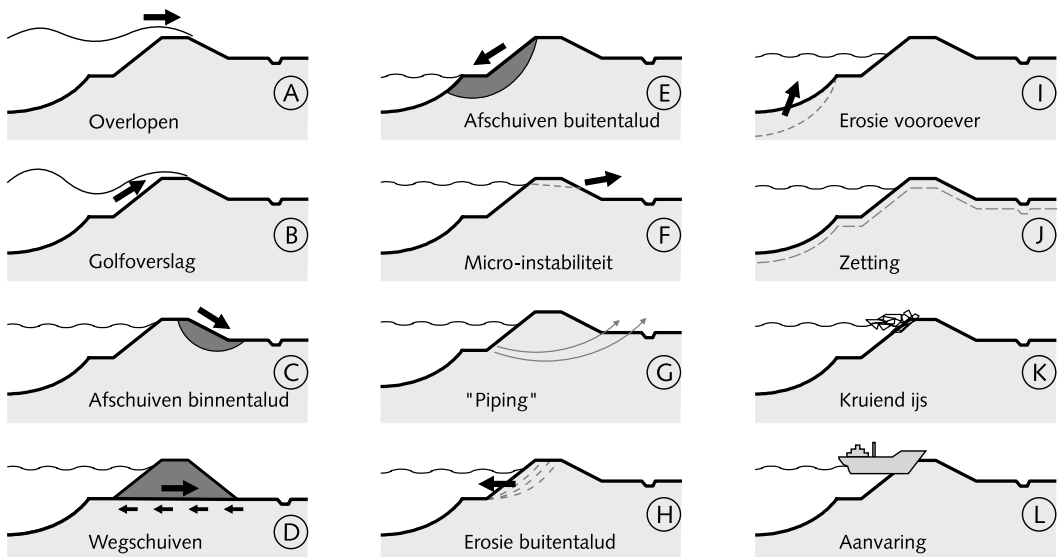 A
Overlopen
B
Golfoverslag
C
Afschuiven binnentalud
D
Wegschuiven
E
Afschuiven buitentalud
F
Micro-instabiliteit
G
"Piping"
H
Erosie buitentalud
I
Erosie vooroever
J
Zetting
K
Kruiend ijs
L
Aanvaring